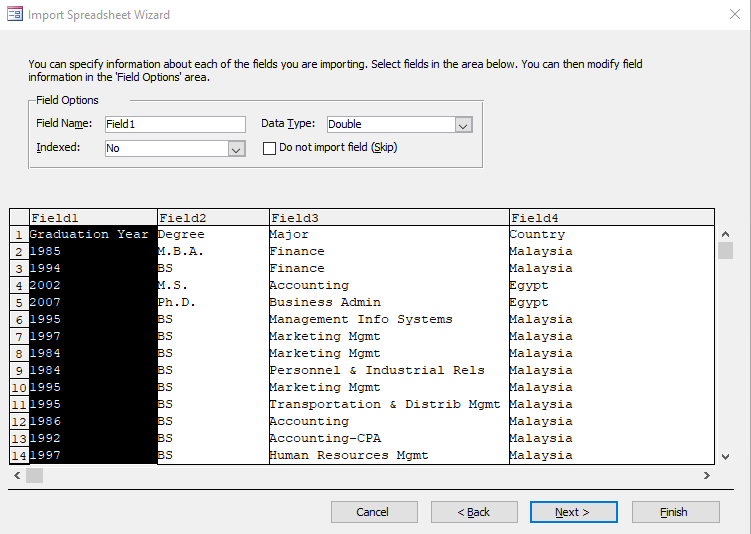 Import Spreadsheet Wizard
You can specify information about each of the fields you are importing. Select fields in the area below. You can then modify field
information in the 'Field Options' area.
Field Options
Field Name: Field1 Data Type: Double
Indexed: No Do not import field (Skip)
Field1 Field2 Field3 Field4
1 Graduation Year Degree Major Country
2 1985 M.B.A. Finance Malaysia
3 1994 BS Finance Malaysia
4 2002 M.S. Accounting Egypt
5 2007 Ph.D. Business Admin Egypt
6 1995 BS Management Info Systems Malaysia
7 1997 BS Marketing Mgmt Malaysia
8 1984 BS Marketing Mgmt Malaysia
9 1984 BS Personnel & Industrial Rels Malaysia
10 1995 BS Marketing Mgmt Malaysia
11 1995 BS Transportation & Distrib Mgmt Malaysia
12 1986 BS Accounting Malaysia
13 1992 BS Accounting-CPA Malaysia
14 1997 BS Human Resources Mgmt Malaysia
Cancel < Back Next > Finish